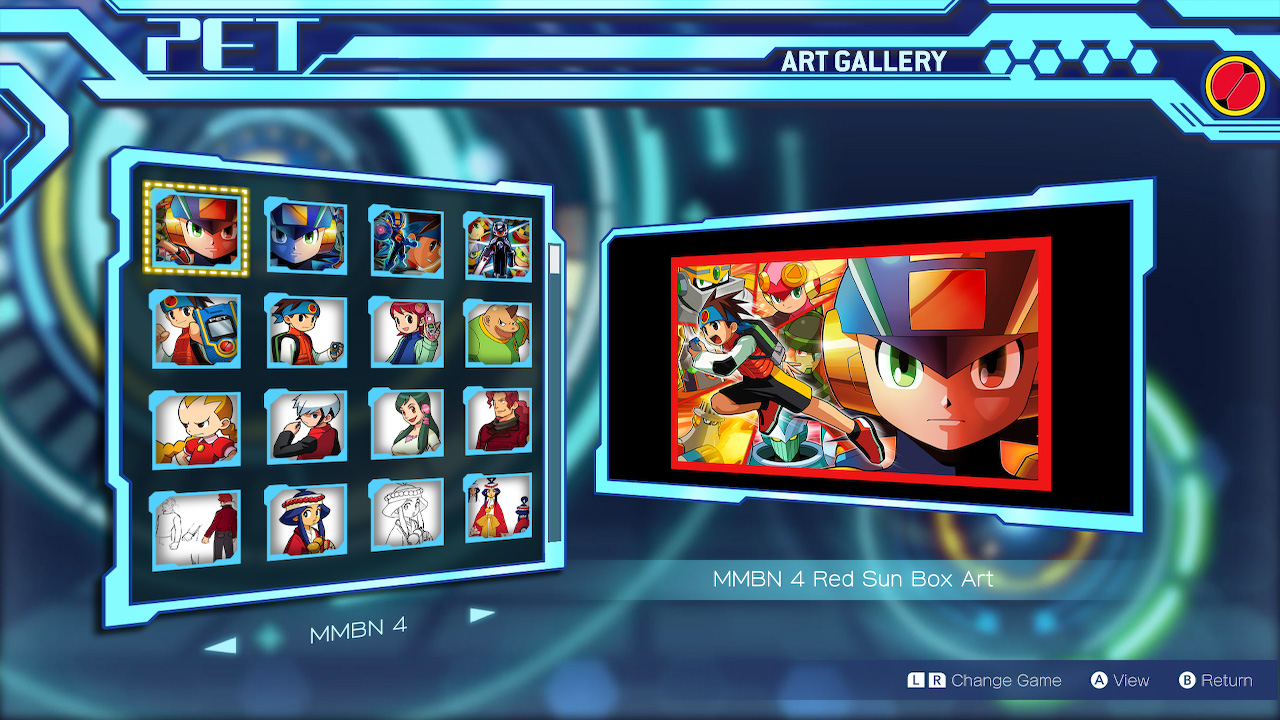 PET
ART GALLERY
MMBN 4 Red Sun Box Art
MMBN 4
L R Change Game A View B Return